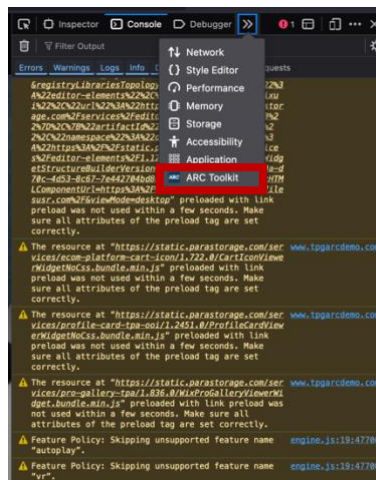 Inspector Console Debugger 1
Filter Output
Errors Warnings Logs Info
Network
Style Editor
Performance
Memory
Storage
Accessibility
Application
ARC ARC Toolkit
&registryLibrariesTopology
preload was not used within a few seconds. Make
sure all attributes of the preload tag are set
correctly.
The resource at "https://static.parastorage.com/ser www.tpgarcdemo.com
vices/ecom-platform-cart-icon/1.722.0/CartIconViewe
rWidgetNoCss.bundle.min.js" preloaded with link
preload was not used within a few seconds. Make
sure all attributes of the preload tag are set
correctly.
The resource at "https://static.parastorage.com/ser www.tpgarcdemo.com
vices/profile-card-tpa-ooi/1.2451.0/ProfileCardView
erWidgetNoCss.bundle.min.js" preloaded with link
preload was not used within a few seconds. Make
sure all attributes of the preload tag are set
correctly.
The resource at "https://static.parastorage.com/ser www.tpgarcdemo.com
vices/pro-gallery-tpa/1.836.0/WixProGalleryViewerWi
dget.bundle.min.js" preloaded with link preload was
not used within a few seconds. Make sure all
attributes of the preload tag are set correctly.
Feature Policy: Skipping unsupported feature name engine.js:19:4770
"autoplay".
Feature Policy: Skipping unsupported feature name engine.js:19:4770
"vr".